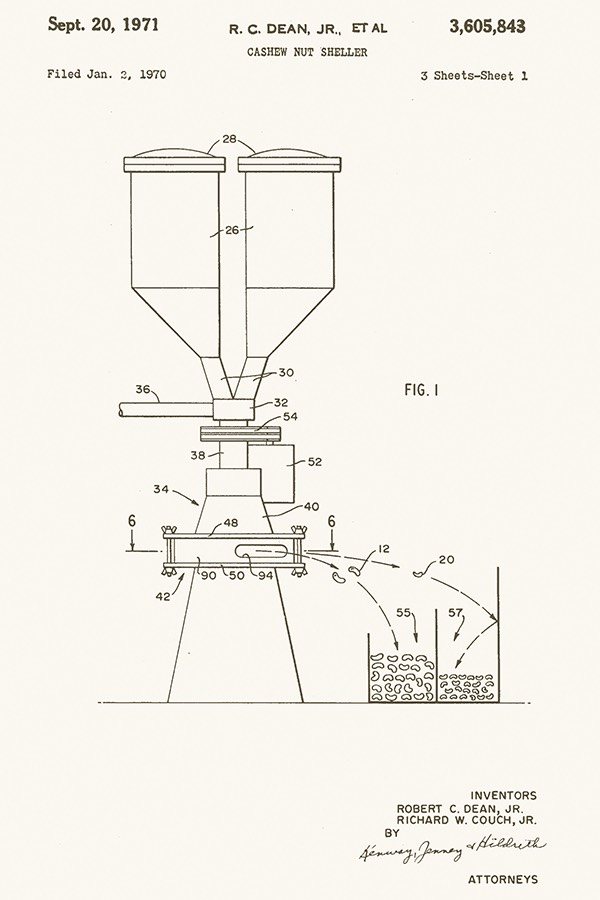 Sept. 20, 1971 R. C. DEAN, JR., ET AL 3,605,843
CASHEW NUT SHELLER
Filed Jan. 2, 1970 3 Sheets-Sheet 1
28
26
30
36
32
FIG. 1
54
38
52
34
40
6 48 6
12
20
90 50 94
42
55 57
INVENTORS
ROBERT C. DEAN, JR.
RICHARD W. COUCH, JR.
BY
Kenway, Jenney & Hildreth
ATTORNEYS